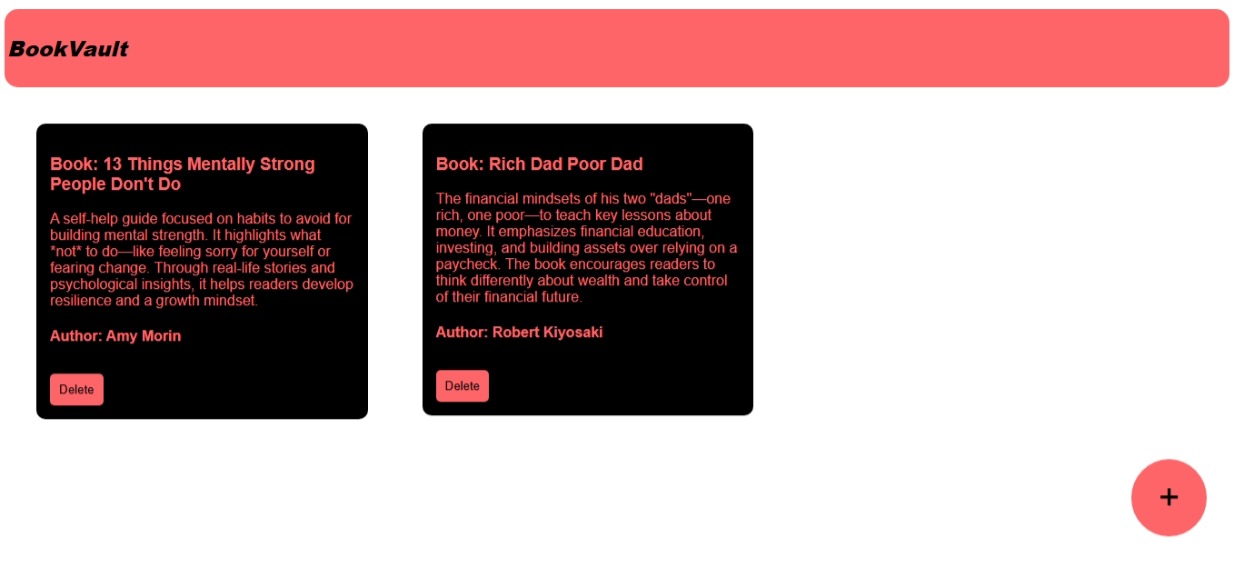 BookVault
Book: 13 Things Mentally Strong
People Don't Do
A self-help guide focused on habits to avoid for
building mental strength. It highlights what
*not* to do—like feeling sorry for yourself or
fearing change. Through real-life stories and
psychological insights, it helps readers develop
resilience and a growth mindset.
Author: Amy Morin
Delete
Book: Rich Dad Poor Dad
The financial mindsets of his two "dads"—one
rich, one poor—to teach key lessons about
money. It emphasizes financial education,
investing, and building assets over relying on a
paycheck. The book encourages readers to
think differently about wealth and take control
of their financial future.
Author: Robert Kiyosaki
Delete
+